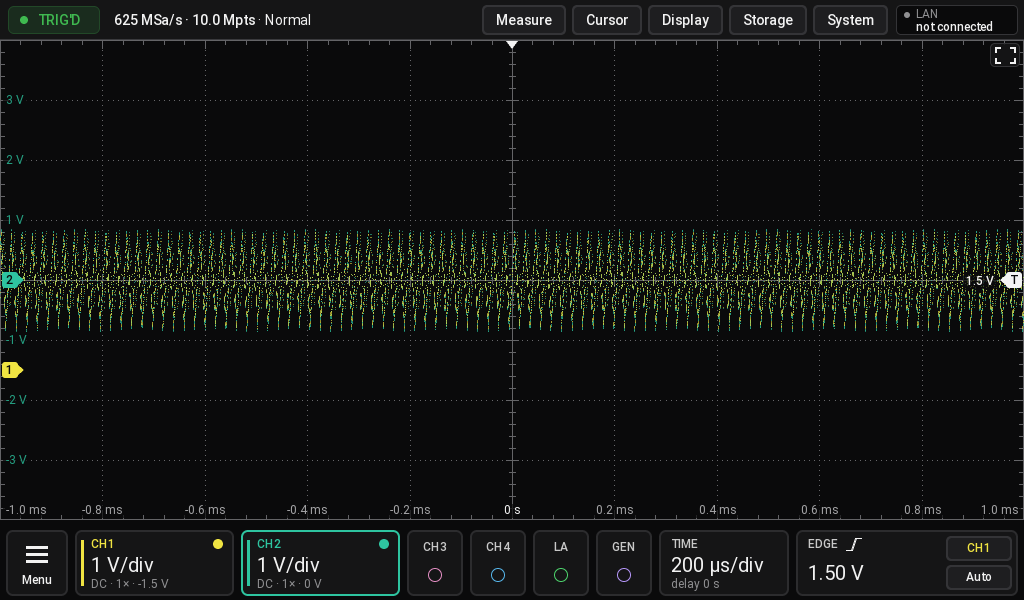 TRIG'D
625 MSa/s · 10.0 Mpts · Normal
Measure
Cursor
Display
Storage
System
LAN
not connected
3 V
2 V
1 V
2
1.5 V
T
-1 V
1
-2 V
-3 V
-1.0 ms
-0.8 ms
-0.6 ms
-0.4 ms
-0.2 ms
0 s
0.2 ms
0.4 ms
0.6 ms
0.8 ms
1.0 ms
Menu
CH1
1 V/div
DC · 1× · -1.5 V
CH2
1 V/div
DC · 1× · 0 V
CH3
CH4
LA
GEN
TIME
200 µs/div
delay 0 s
EDGE
1.50 V
CH1
Auto